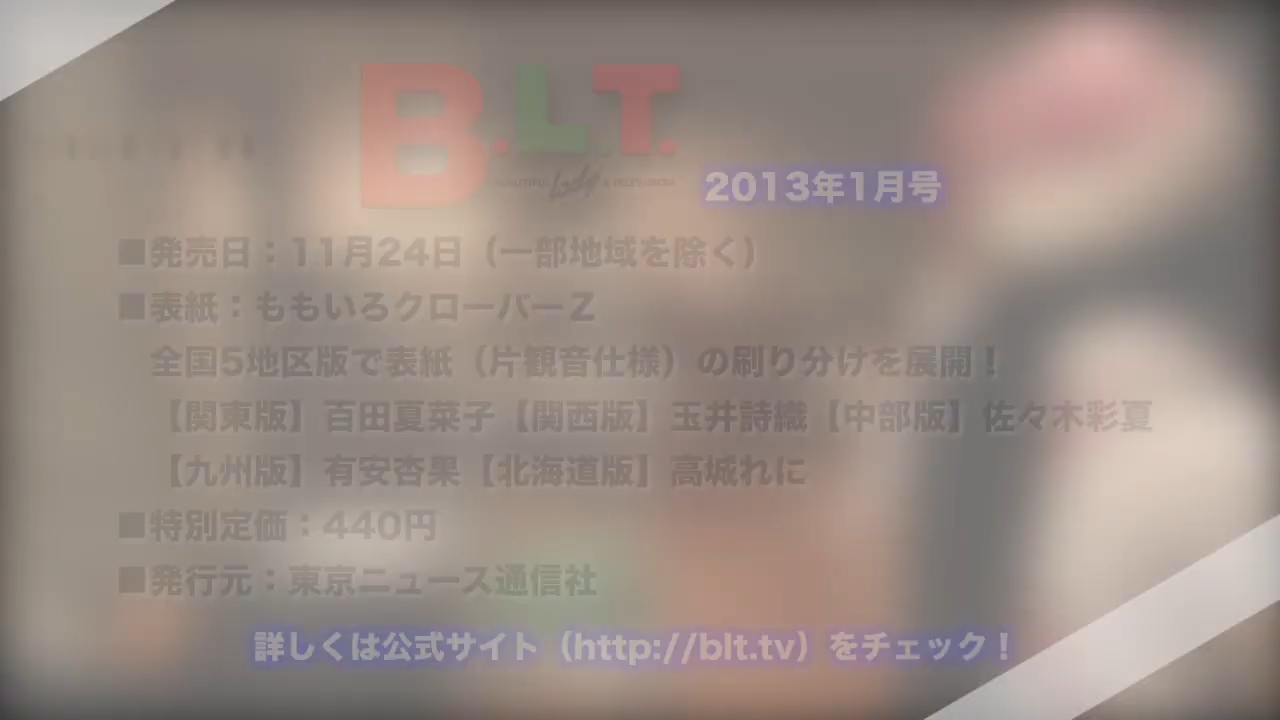 B.L.T.
BEAUTIFUL Lady & TELEVISION
2013年1月号
■発売日：11月24日（一部地域を除く）
■表紙：ももいろクローバーZ
全国5地区版で表紙（片観音仕様）の刷り分けを展開！
【関東版】百田夏菜子【関西版】玉井詩織【中部版】佐々木彩夏
【九州版】有安杏果【北海道版】高城れに
■特別定価：440円
■発行元：東京ニュース通信社
詳しくは公式サイト（http://blt.tv）をチェック！